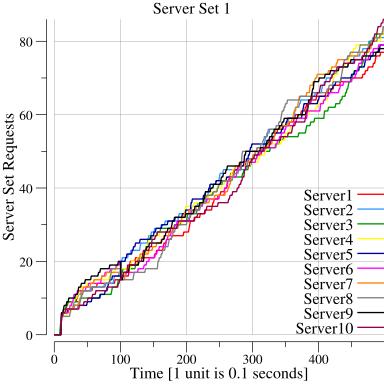 Server Set 1
Server Set Requests
80
60
40
20
0
Server1
Server2
Server3
Server4
Server5
Server6
Server7
Server8
Server9
Server10
0 100 200 300 400
Time [1 unit is 0.1 seconds]